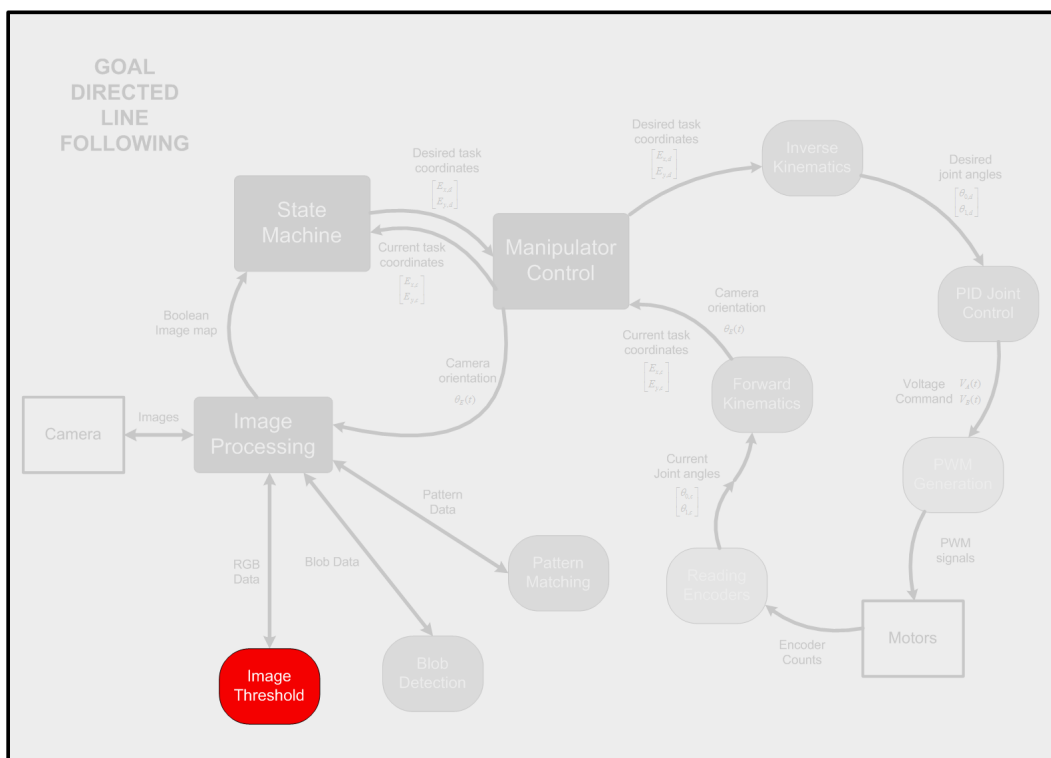 GOAL
DIRECTED
LINE
FOLLOWING
Desired task
coordinates
Desired task
coordinates
Inverse
Kinematics
Desired
joint angles
State
Machine
Manipulator
Control
Current task
coordinates
PID Joint
Control
Boolean
Image map
Camera
orientation
θ_E(t)
Current task
coordinates
Camera
orientation
Voltage
Command
V_A(t)
V_B(t)
Forward
Kinematics
Camera
Images
Image
Processing
Current
Joint angles
PWM
Generation
Pattern
Data
PWM
signals
RGB
Data
Blob Data
Pattern
Matching
Reading
Encoders
Motors
Encoder
Counts
Image
Threshold
Blob
Detection